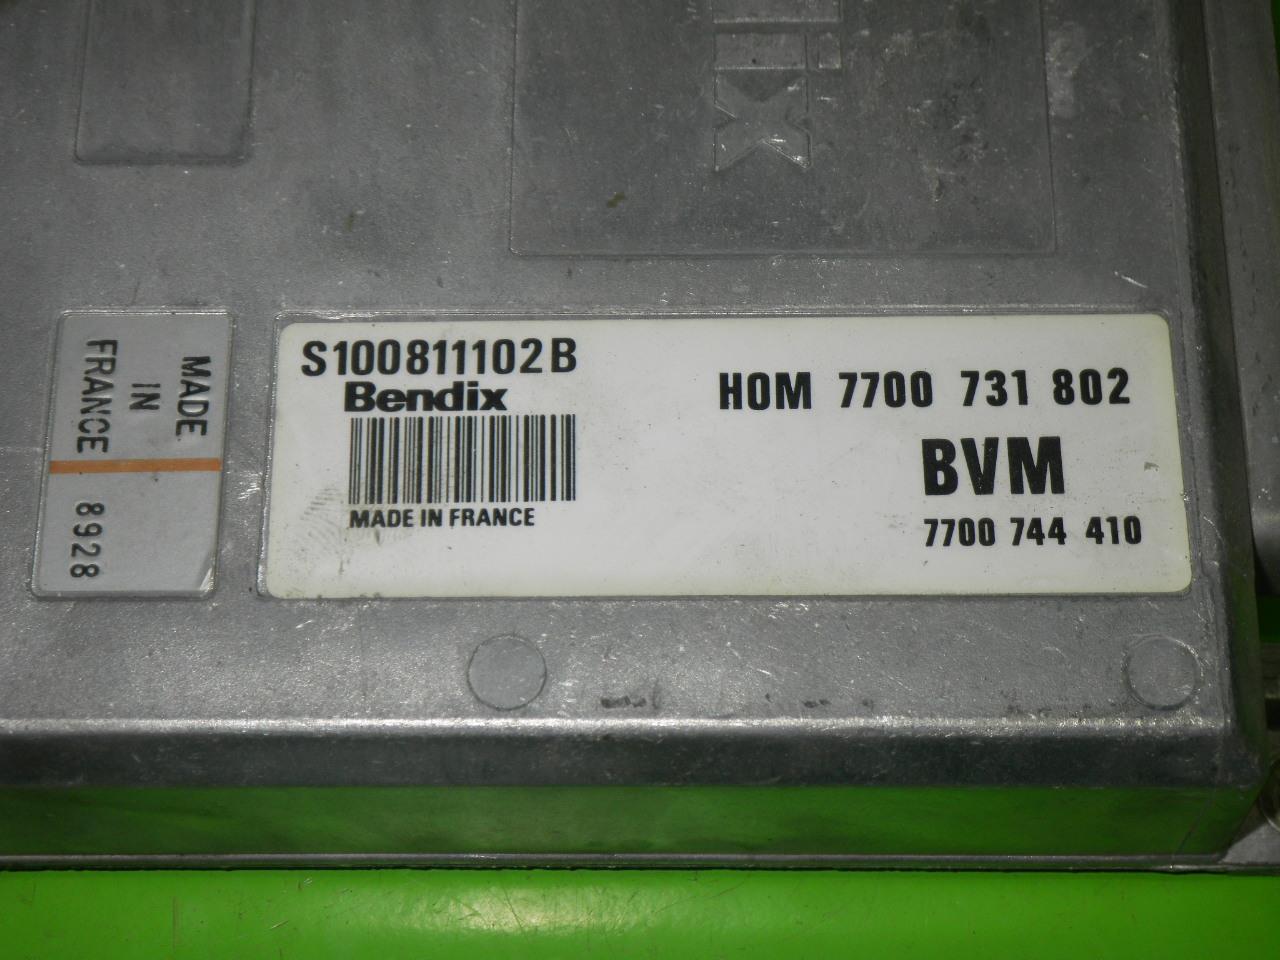 S100811102B
Bendix
MADE IN FRANCE
HOM 7700 731 802
BVM
7700 744 410
MADE
IN
FRANCE 8928